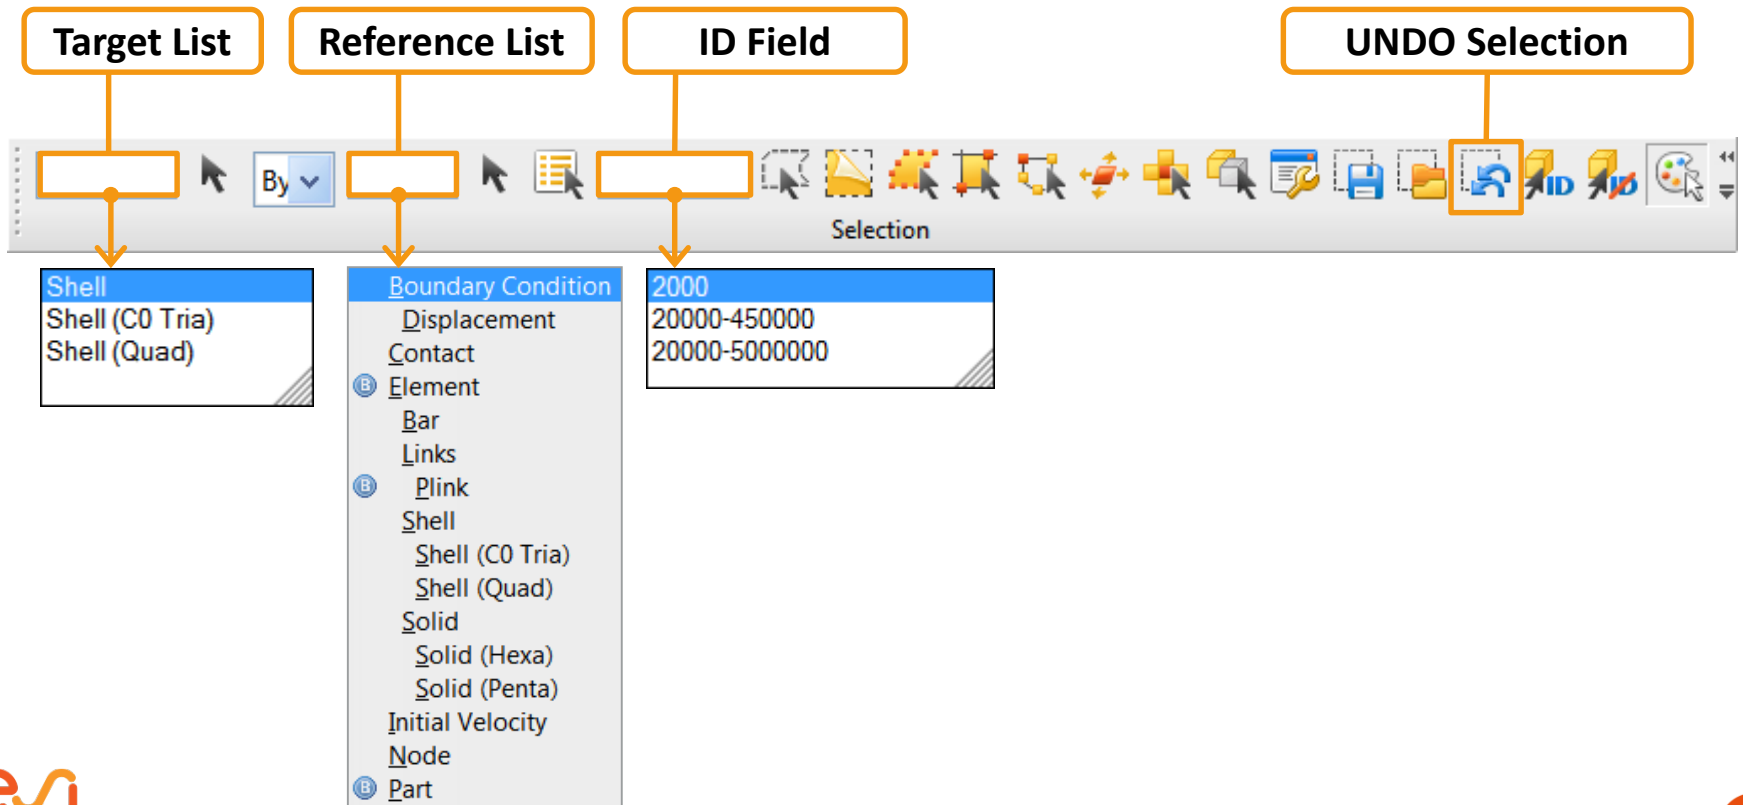 Target List
Reference List
ID Field
UNDO Selection
By
ID
ID
Selection
Shell
Shell (C0 Tria)
Shell (Quad)
Boundary Condition
Displacement
Contact
B Element
Bar
Links
B Plink
Shell
Shell (C0 Tria)
Shell (Quad)
Solid
Solid (Hexa)
Solid (Penta)
Initial Velocity
Node
B Part
2000
20000-450000
20000-5000000